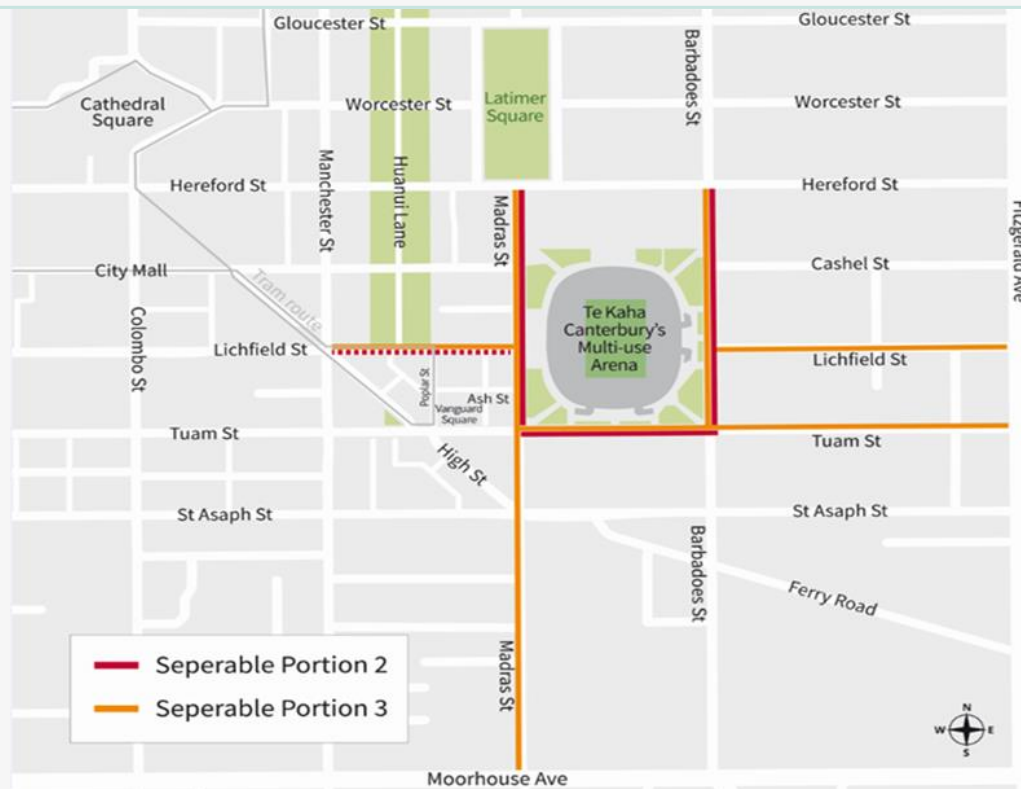 Gloucester St
Gloucester St
Barbadoes St
Cathedral
Square
Worcester St
Latimer
Square
Worcester St
Manchester St
Huanui Lane
Hereford St
Madras St
Hereford St
Fitzgerald Ave
City Mall
Cashel St
Tram route
Colombo St
Te Kaha
Canterbury's
Multi-use
Arena
Lichfield St
Lichfield St
Poplar St
Ash St
Vanguard
Square
Tuam St
Tuam St
High St
St Asaph St
St Asaph St
Barbadoes St
Ferry Road
Madras St
Seperable Portion 2
Seperable Portion 3
N
W E
S
Moorhouse Ave